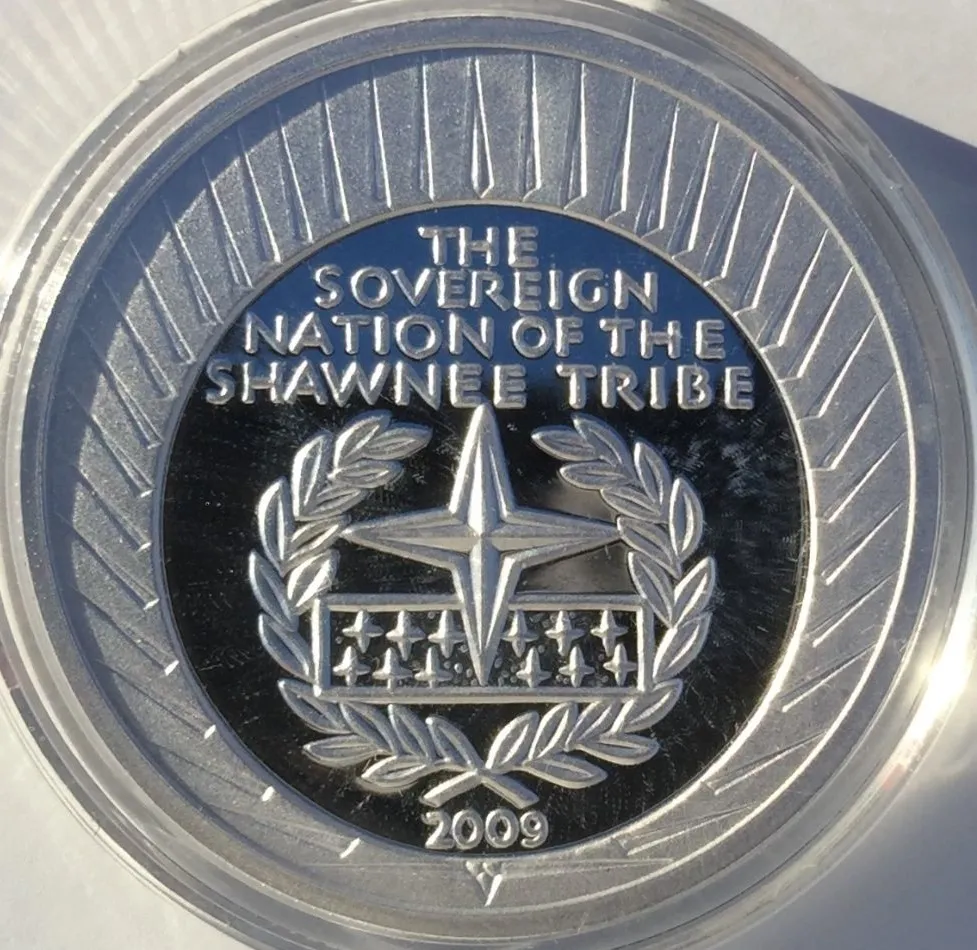 THE
SOVEREIGN
NATION OF THE
SHAWNEE TRIBE
2009